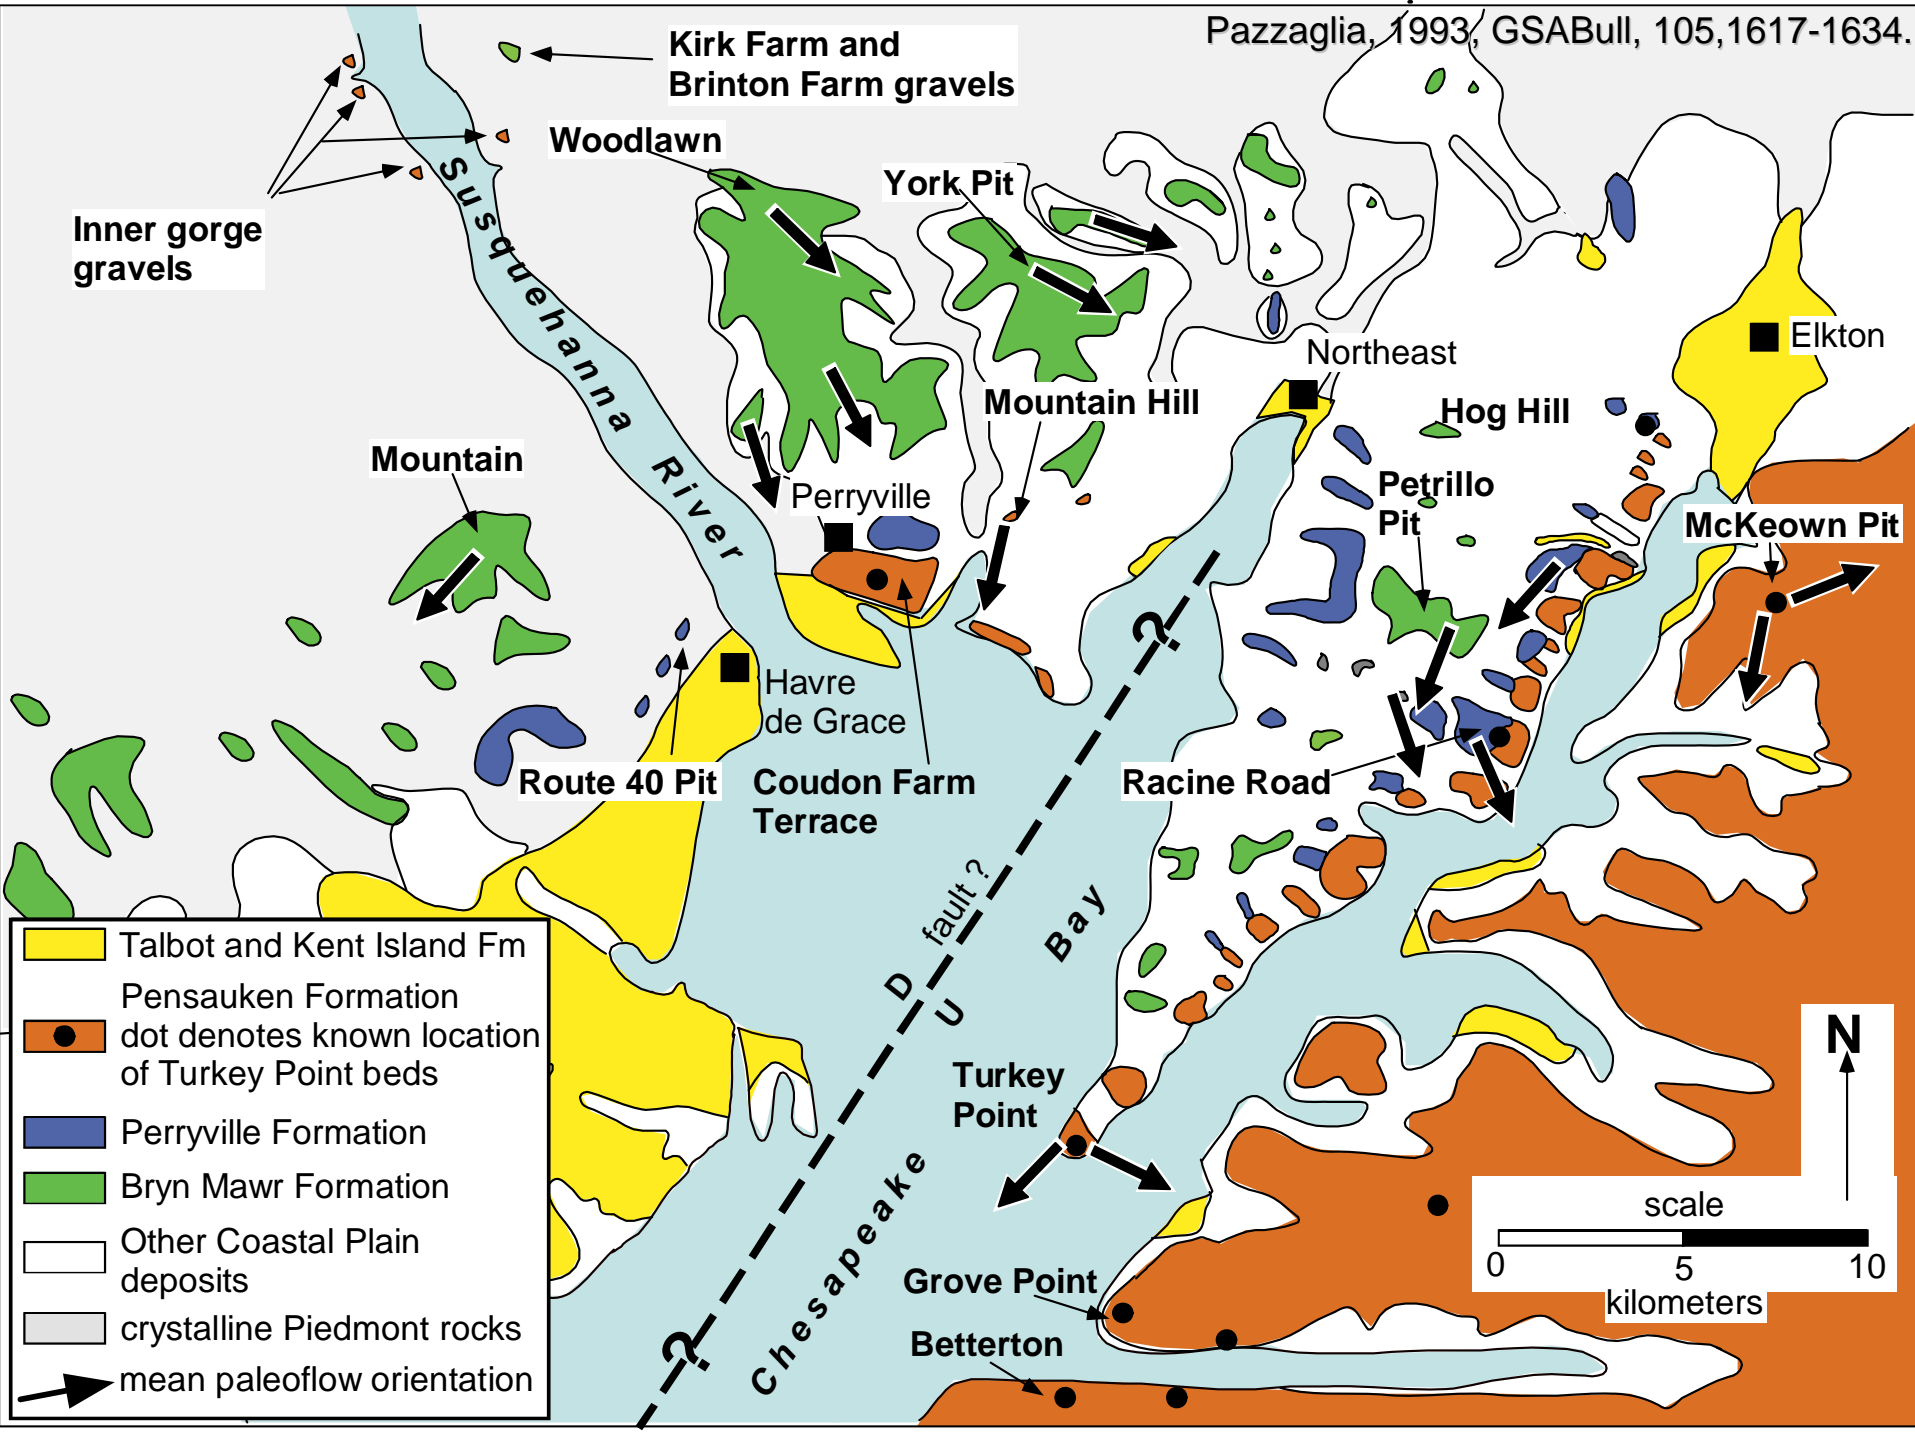 Pazzaglia, 1993, GSABull, 105,1617-1634.
Kirk Farm and
Brinton Farm gravels
Woodlawn
York Pit
Inner gorge
gravels
Susquehanna River
Northeast
Elkton
Mountain Hill
Hog Hill
Mountain
Petrillo
Pit
Perryville
McKeown Pit
?
Havre
de Grace
Route 40 Pit
Coudon Farm
Terrace
Racine Road
fault ?
D
U
Chesapeake Bay
Turkey
Point
Grove Point
Betterton
?
N
scale
0 5 10
kilometers
Talbot and Kent Island Fm
Pensauken Formation
dot denotes known location
of Turkey Point beds
Perryville Formation
Bryn Mawr Formation
Other Coastal Plain
deposits
crystalline Piedmont rocks
mean paleoflow orientation